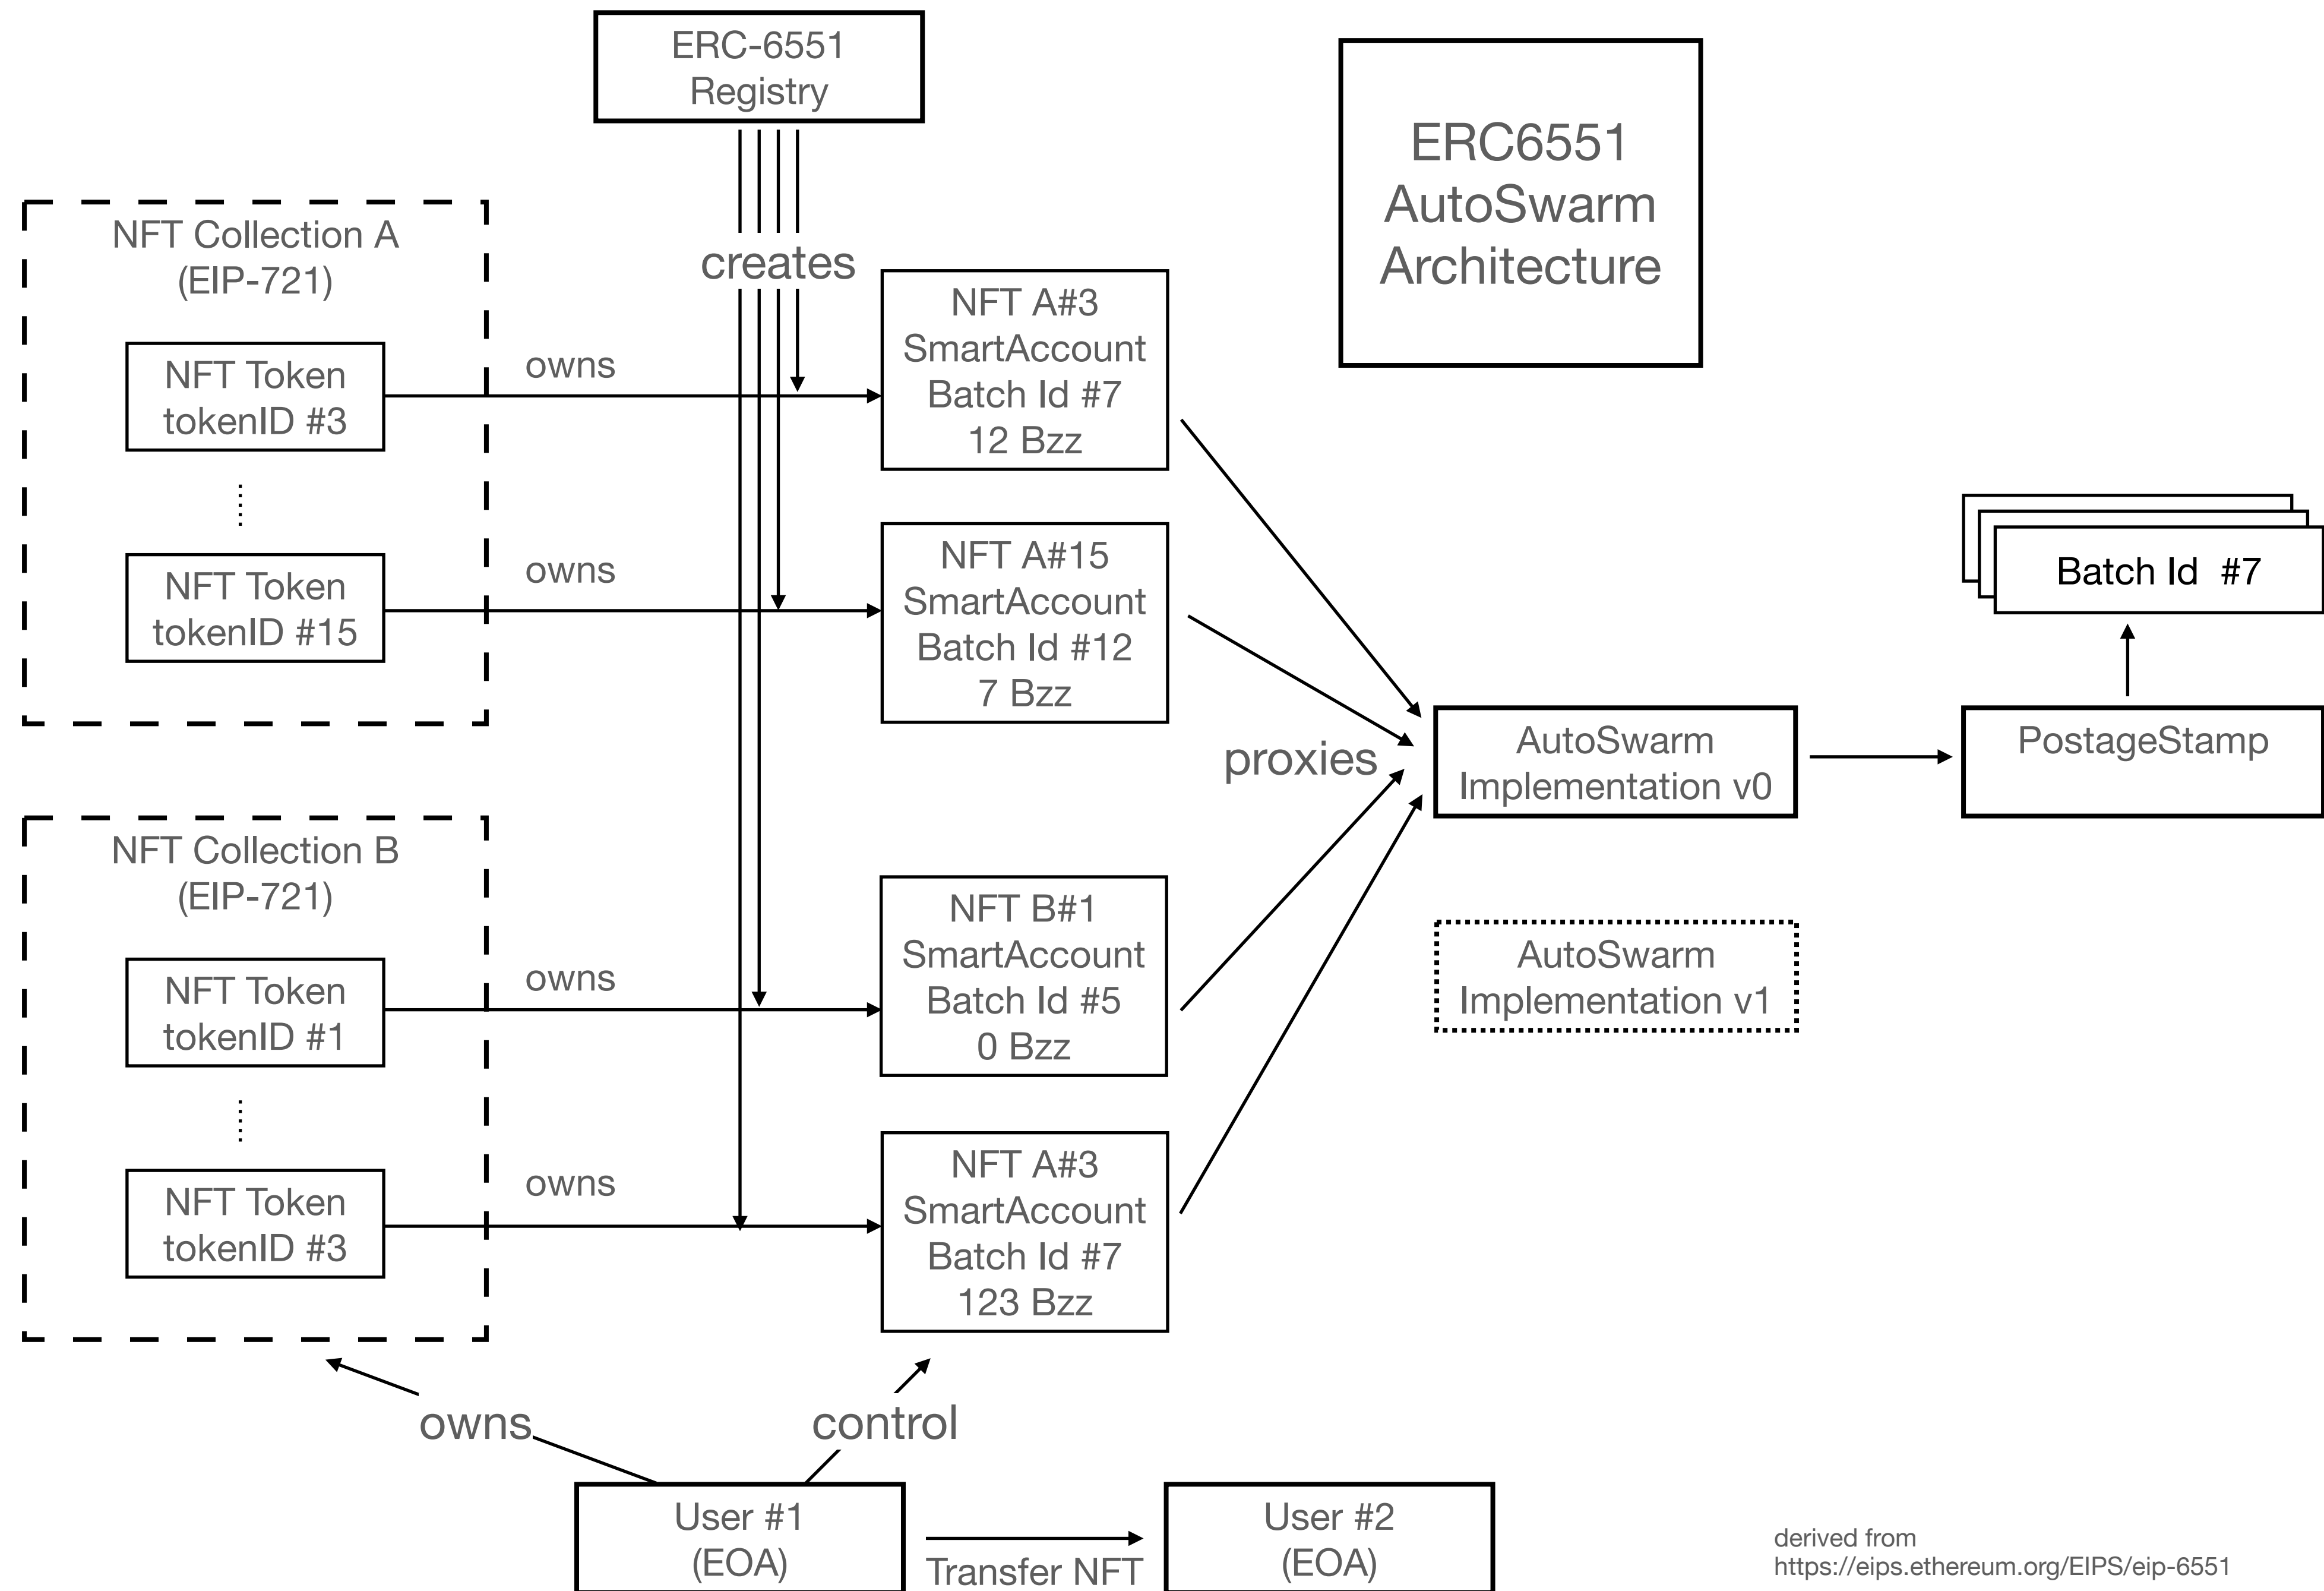 ERC-6551
Registry
ERC6551
AutoSwarm
Architecture
creates
NFT Collection A
(EIP-721)
NFT Token
tokenID #3
owns
NFT A#3
SmartAccount
Batch Id #7
12 Bzz
NFT Token
tokenID #15
owns
NFT A#15
SmartAccount
Batch Id #12
7 Bzz
proxies
AutoSwarm
Implementation v0
PostageStamp
Batch Id #7
AutoSwarm
Implementation v1
NFT Collection B
(EIP-721)
NFT Token
tokenID #1
owns
NFT B#1
SmartAccount
Batch Id #5
0 Bzz
NFT Token
tokenID #3
owns
NFT A#3
SmartAccount
Batch Id #7
123 Bzz
owns
control
User #1
(EOA)
Transfer NFT
User #2
(EOA)
derived from
https://eips.ethereum.org/EIPS/eip-6551